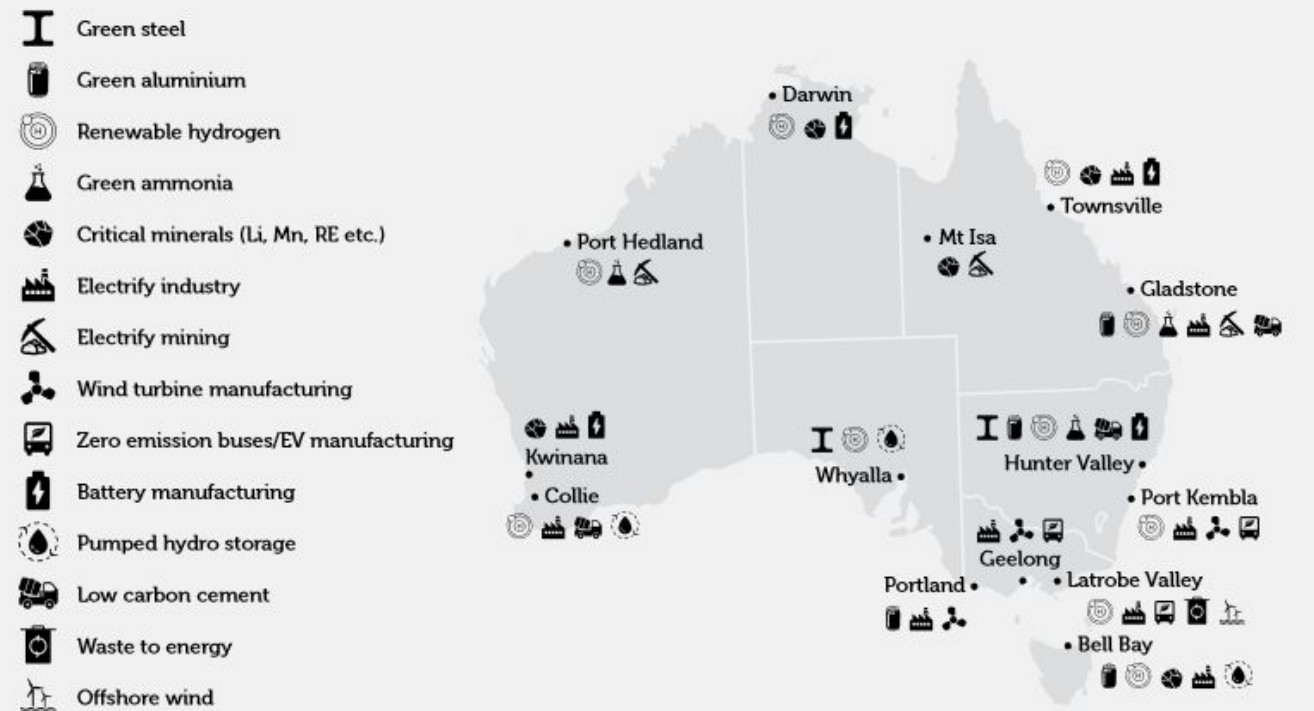 Green steel
Green aluminium
Renewable hydrogen
Green ammonia
Critical minerals (Li, Mn, RE etc.)
Electrify industry
Electrify mining
Wind turbine manufacturing
Zero emission buses/EV manufacturing
Battery manufacturing
Pumped hydro storage
Low carbon cement
Waste to energy
Offshore wind
Darwin
Townsville
Port Hedland
Mt Isa
Gladstone
Kwinana
Collie
Whyalla
Hunter Valley
Port Kembla
Geelong
Portland
Latrobe Valley
Bell Bay